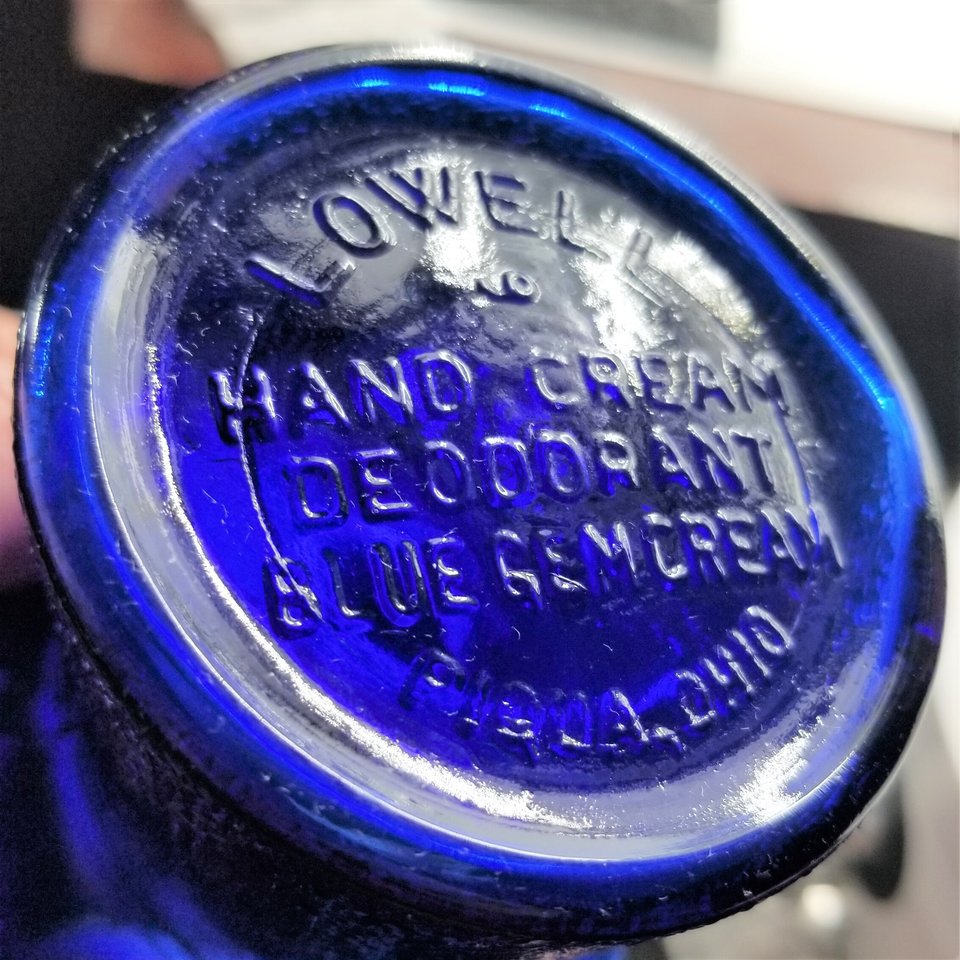 LOWELL
HAND CREAM
DEODORANT
BLUE GEM CREAM
PIQUA, OHIO